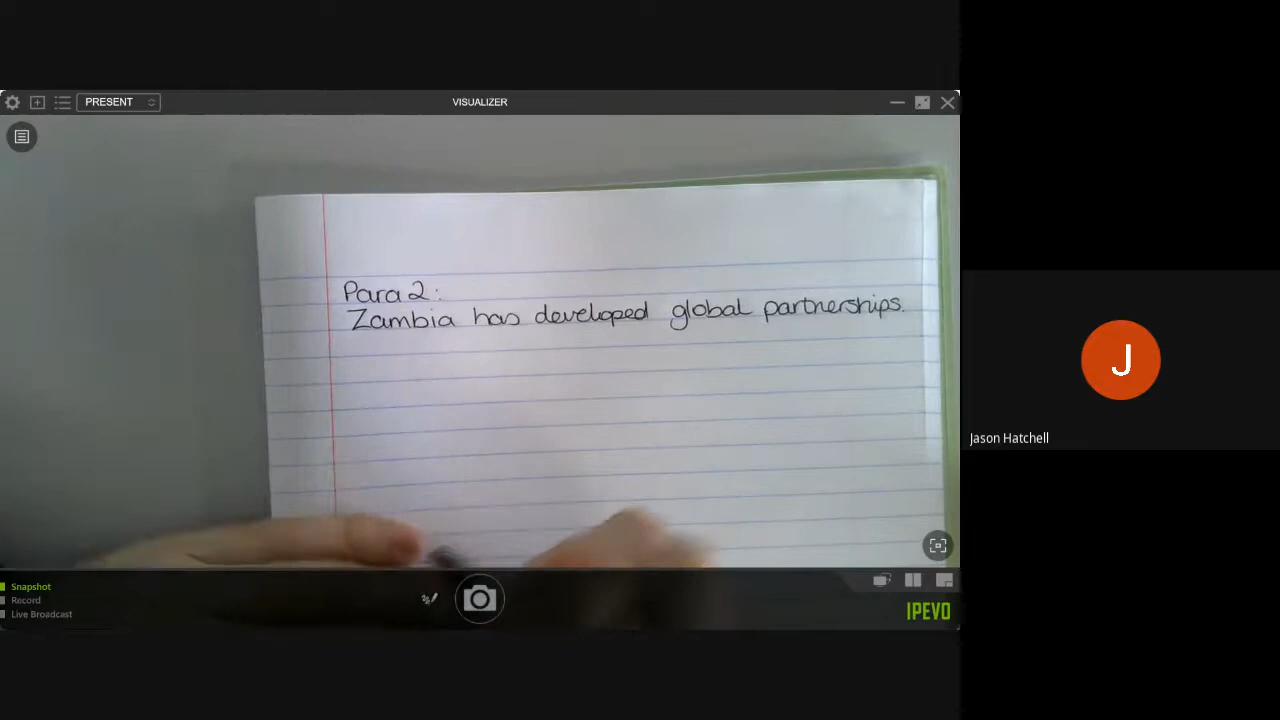 PRESENT
VISUALIZER
Para 2:
Zambia has developed global partnerships.
J
Jason Hatchell
Snapshot
Record
Live Broadcast
IPEVO